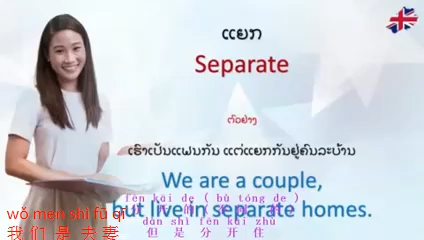 ແຍກ
Separate
ຕົວຢ່າງ
ເຮົາເປັນແຟນກັນ ແຕ່ແຍກກັນຢູ່ຄົນລະບ້ານ
We are a couple,
but live in separate homes.
fēn kāi de ( bù tóng de )
wǒ men shì fū qī
我们是夫妻
dàn shì fēn kāi zhù
但是分开住